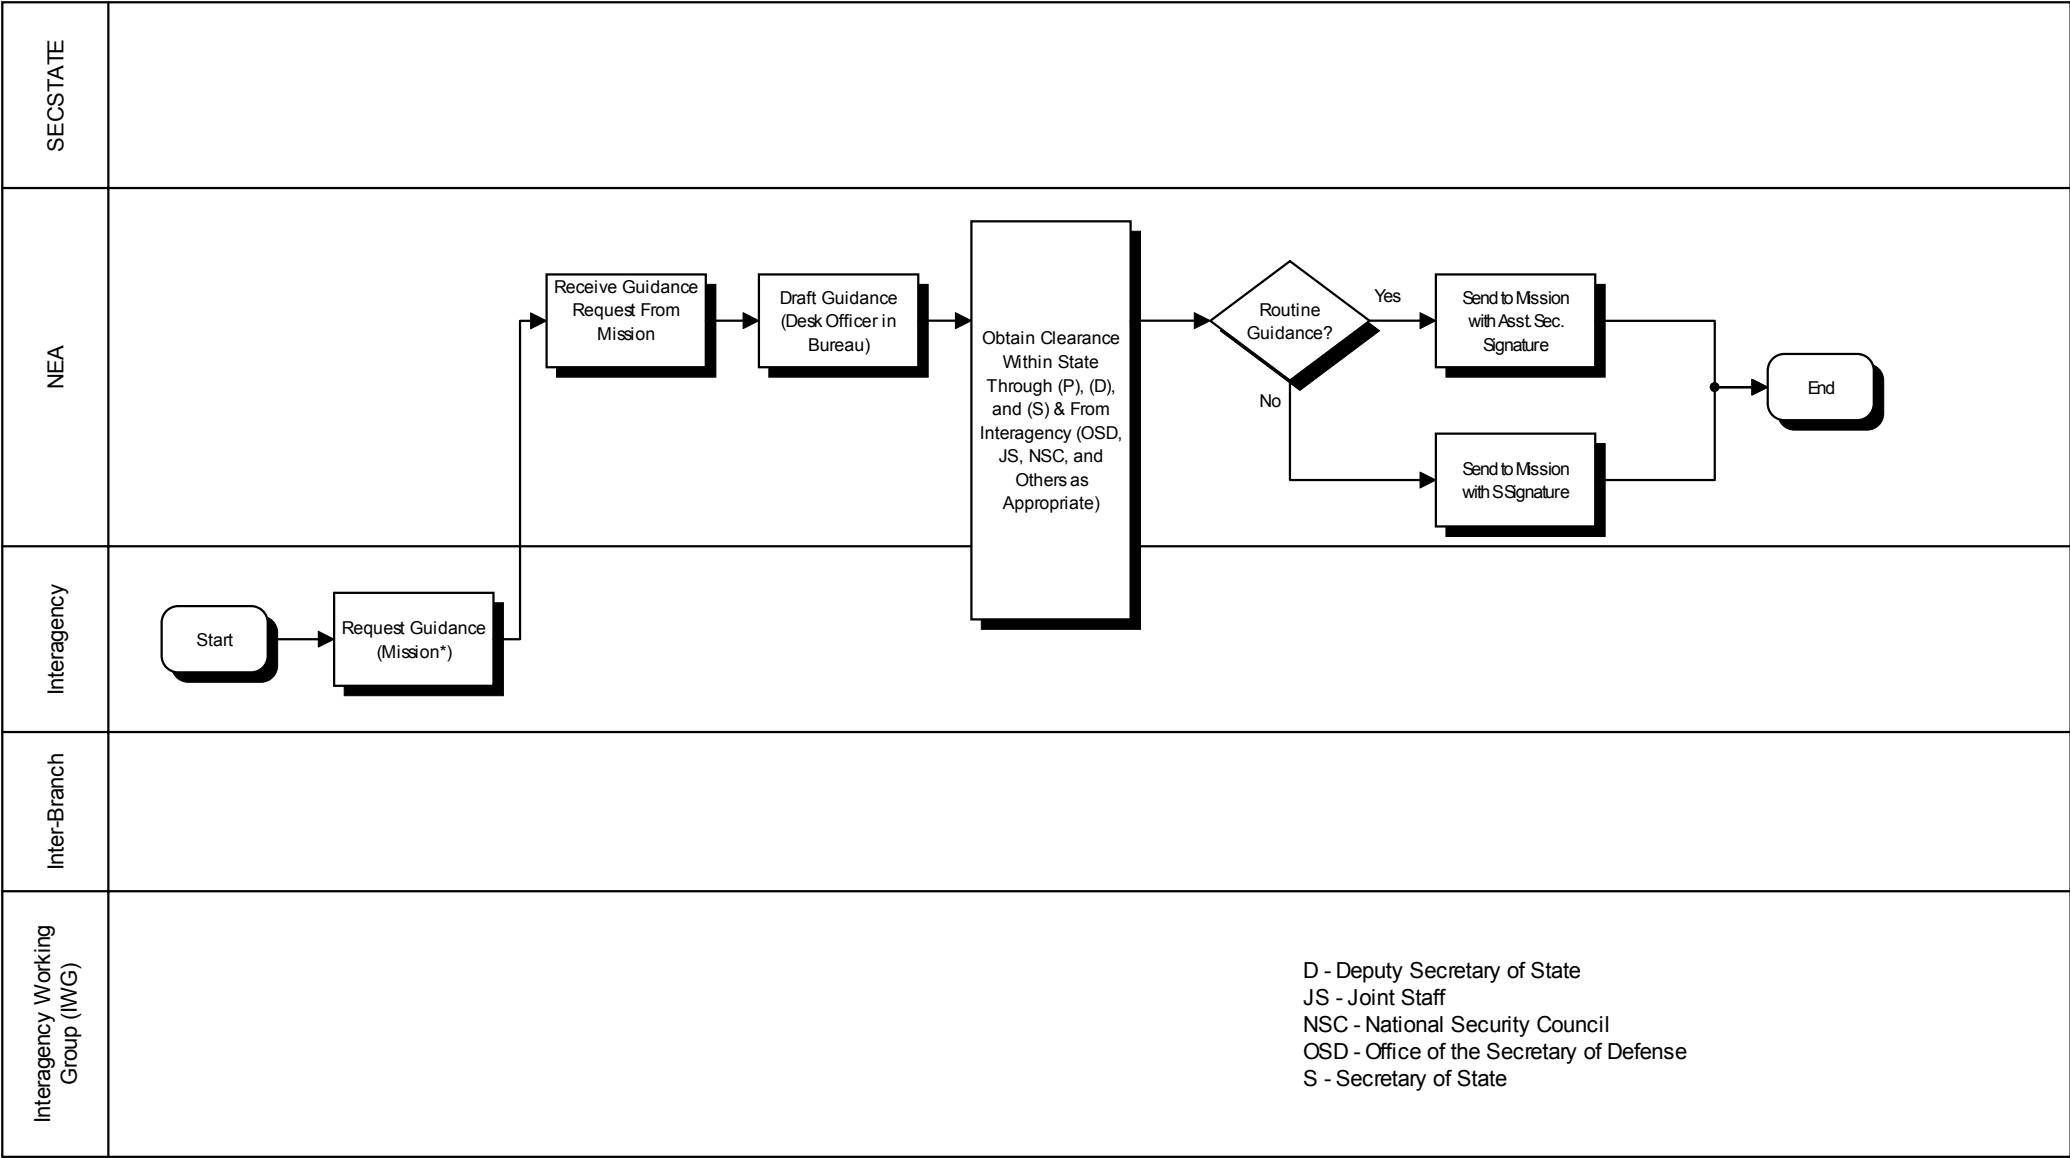 SECSTATE
NEA
Receive Guidance
Request From
Mission
Draft Guidance
(Desk Officer in
Bureau)
Obtain Clearance
Within State
Through (P), (D),
and (S) & From
Interagency (OSD,
JS, NSC, and
Others as
Appropriate)
Routine
Guidance?
Yes
No
Send to Mission
with Asst. Sec.
Signature
Send to Mission
with S Signature
End
Interagency
Start
Request Guidance
(Mission*)
Inter-Branch
Interagency Working
Group (IWG)
D - Deputy Secretary of State
JS - Joint Staff
NSC - National Security Council
OSD - Office of the Secretary of Defense
S - Secretary of State